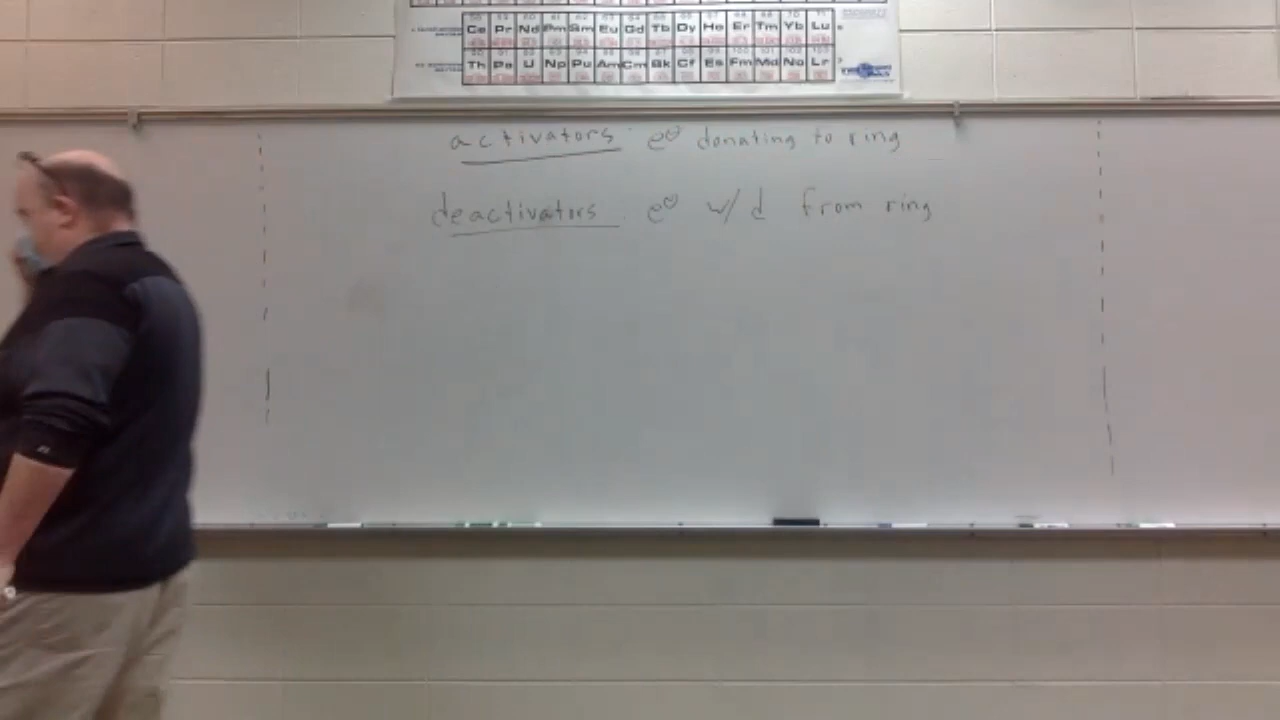 Ce Pr Nd Pm Sm Eu Gd Tb Dy Ho Er Tm Yb Lu
Th Pa U Np Pu Am Cm Bk Cf Es Fm Md No Lr
activators: e⊖ donating to ring
deactivators: e⊖ w/d from ring